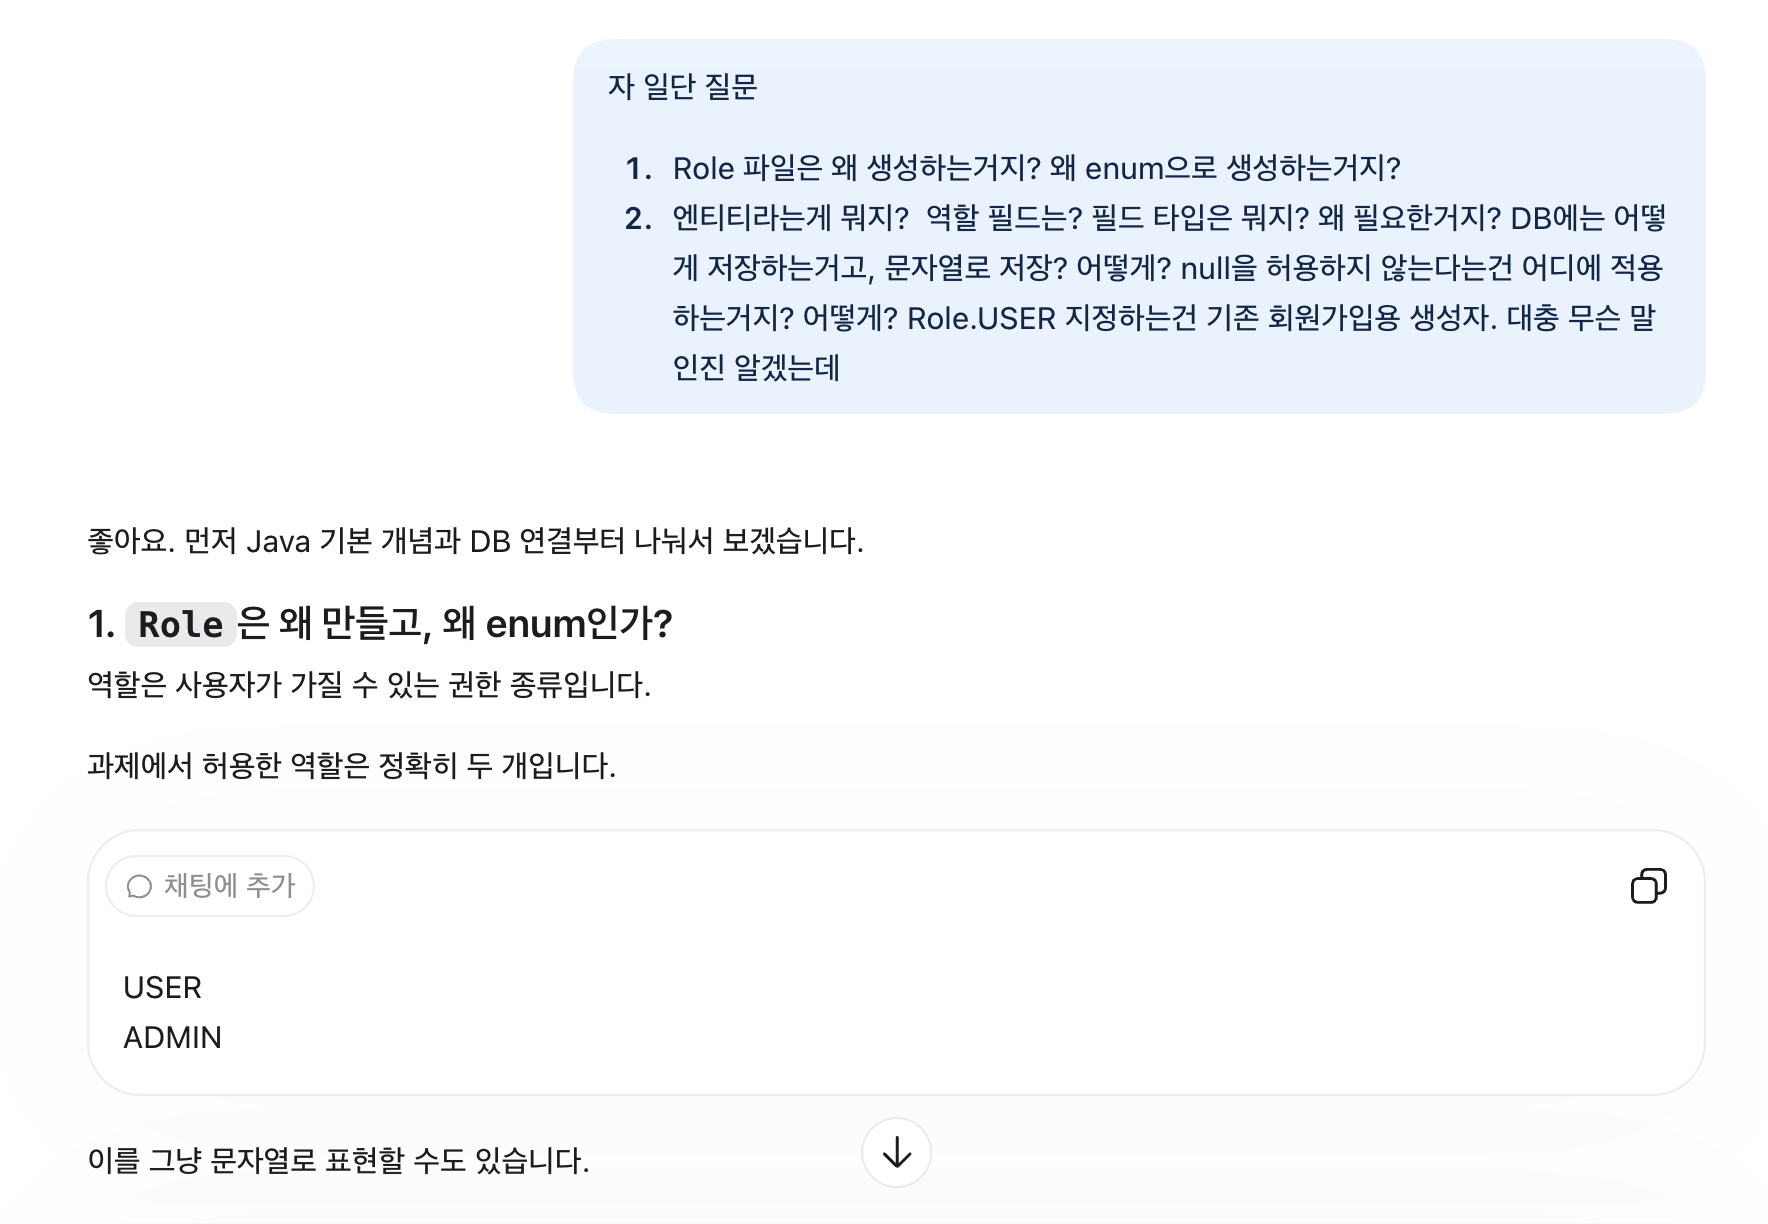 자 일단 질문
1. Role 파일은 왜 생성하는거지? 왜 enum으로 생성하는거지?
2. 엔티티라는게 뭐지?  역할 필드는? 필드 타입은 뭐지? 왜 필요한거지? DB에는 어떻
게 저장하는거고, 문자열로 저장? 어떻게? null을 허용하지 않는다는건 어디에 적용
하는거지? 어떻게? Role.USER 지정하는건 기존 회원가입용 생성자. 대충 무슨 말
인진 알겠는데
좋아요. 먼저 Java 기본 개념과 DB 연결부터 나눠서 보겠습니다.
1. Role은 왜 만들고, 왜 enum인가?
역할은 사용자가 가질 수 있는 권한 종류입니다.
과제에서 허용한 역할은 정확히 두 개입니다.
채팅에 추가
USER
ADMIN
이를 그냥 문자열로 표현할 수도 있습니다.